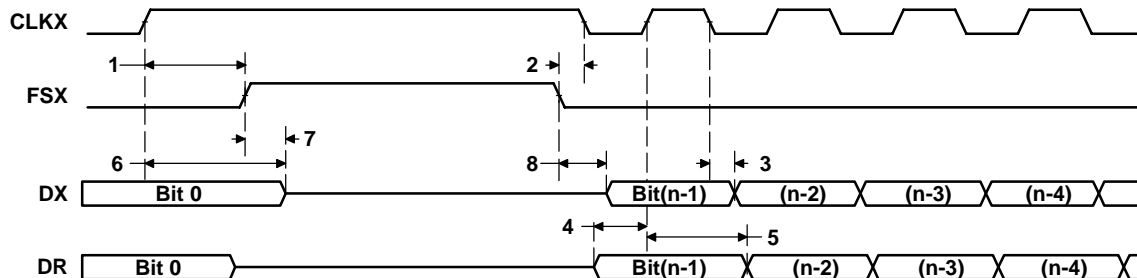 CLKX
1
2
FSX
7
6
8
3
DX
Bit 0
Bit(n-1)
(n-2)
(n-3)
(n-4)
4
5
DR
Bit 0
Bit(n-1)
(n-2)
(n-3)
(n-4)